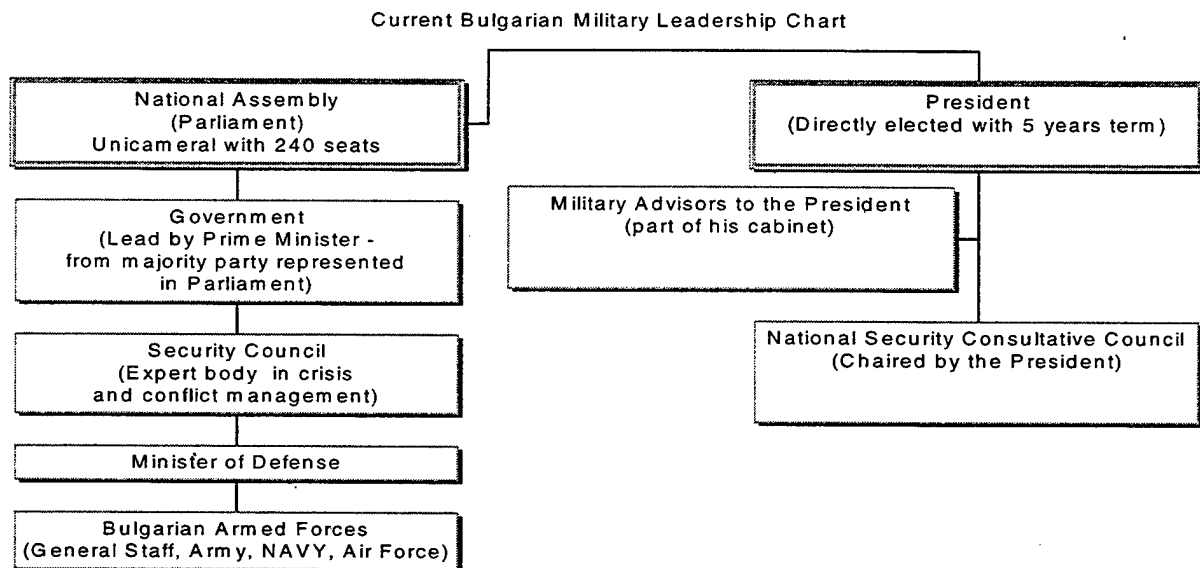 Current Bulgarian Military Leadership Chart
National Assembly
(Parliament)
Unicameral with 240 seats
President
(Directly elected with 5 years term)
Military Advisors to the President
(part of his cabinet)
Government
(Lead by Prime Minister -
from majority party represented
in Parliament)
Security Council
(Expert body in crisis
and conflict management)
National Security Consultative Council
(Chaired by the President)
Minister of Defense
Bulgarian Armed Forces
(General Staff, Army, NAVY, Air Force)